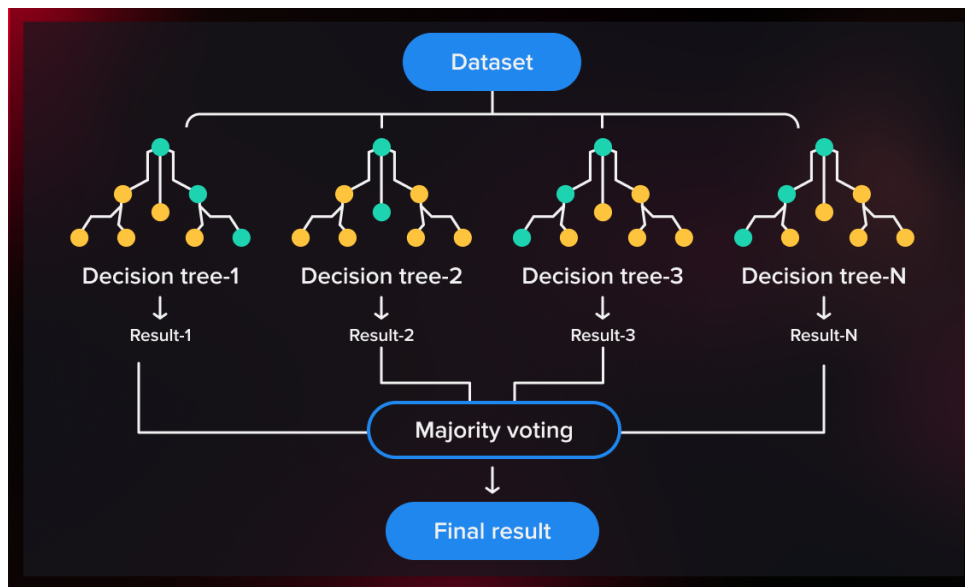 Dataset
Decision tree-1
Decision tree-2
Decision tree-3
Decision tree-N
Result-1
Result-2
Result-3
Result-N
Majority voting
Final result